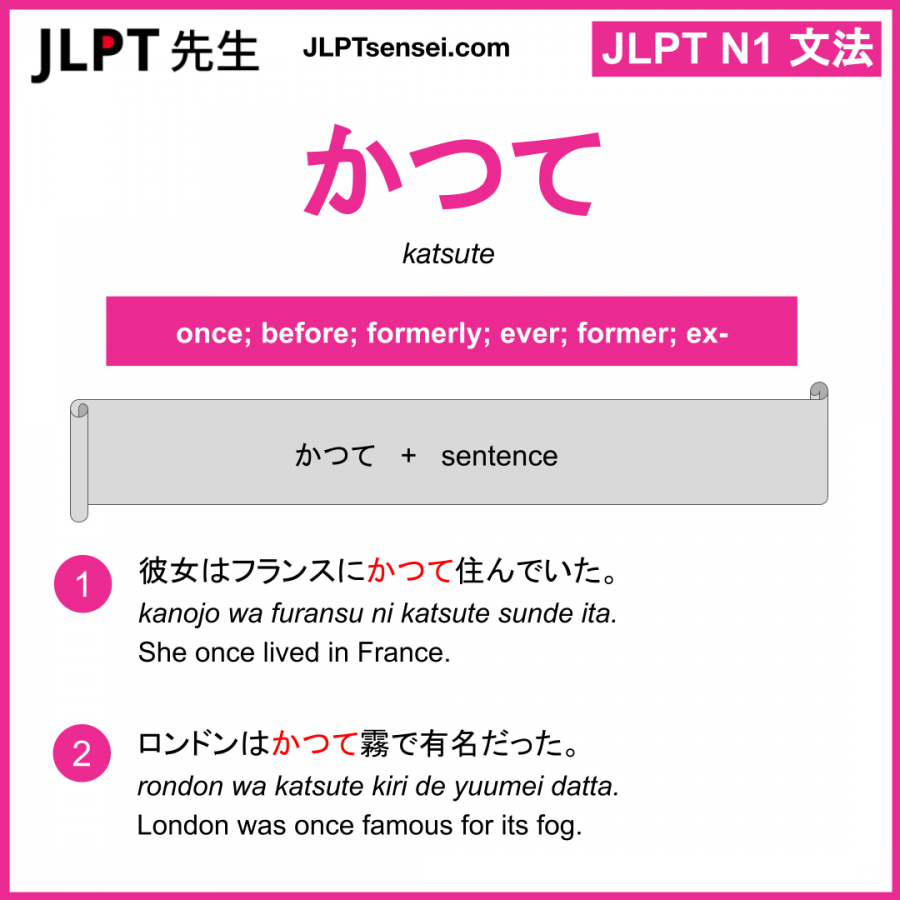 JLPT 先生
JLPTsensei.com
JLPT N1 文法
かつて
katsute
once; before; formerly; ever; former; ex-
かつて + sentence
1
彼女はフランスにかつて住んでいた。
kanojo wa furansu ni katsute sunde ita.
She once lived in France.
2
ロンドンはかつて霧で有名だった。
rondon wa katsute kiri de yuumei datta.
London was once famous for its fog.